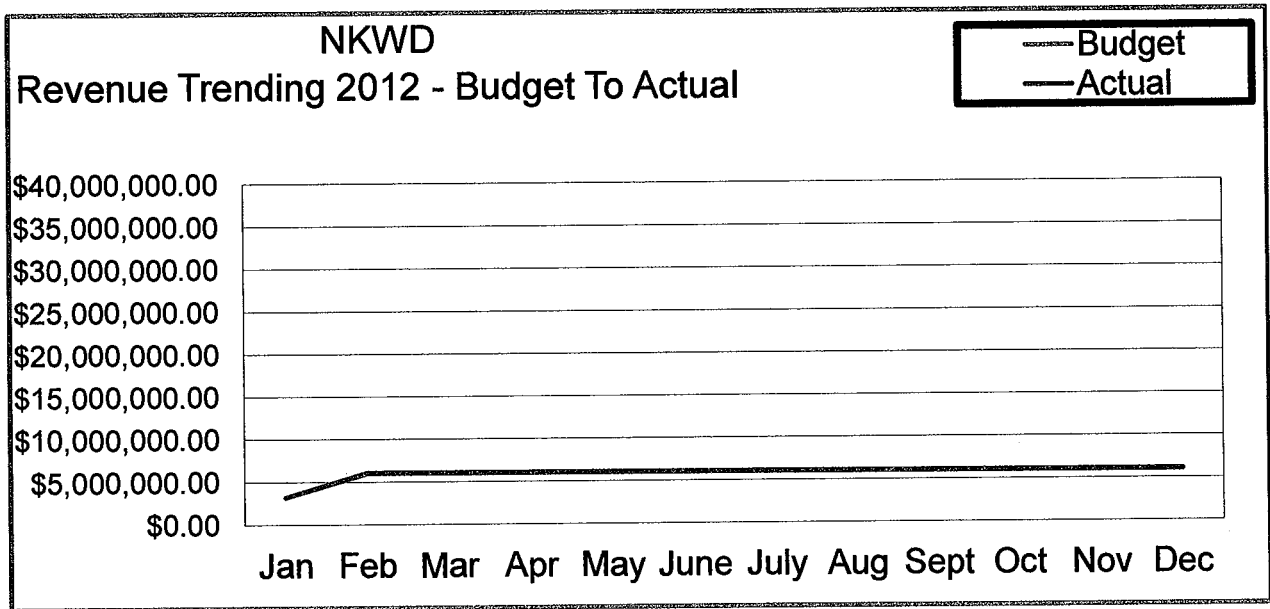 NKWD
Revenue Trending 2012 - Budget To Actual
Budget
Actual
$40,000,000.00
$35,000,000.00
$30,000,000.00
$25,000,000.00
$20,000,000.00
$15,000,000.00
$10,000,000.00
$5,000,000.00
$0.00
Jan Feb Mar Apr May June July Aug Sept Oct Nov Dec